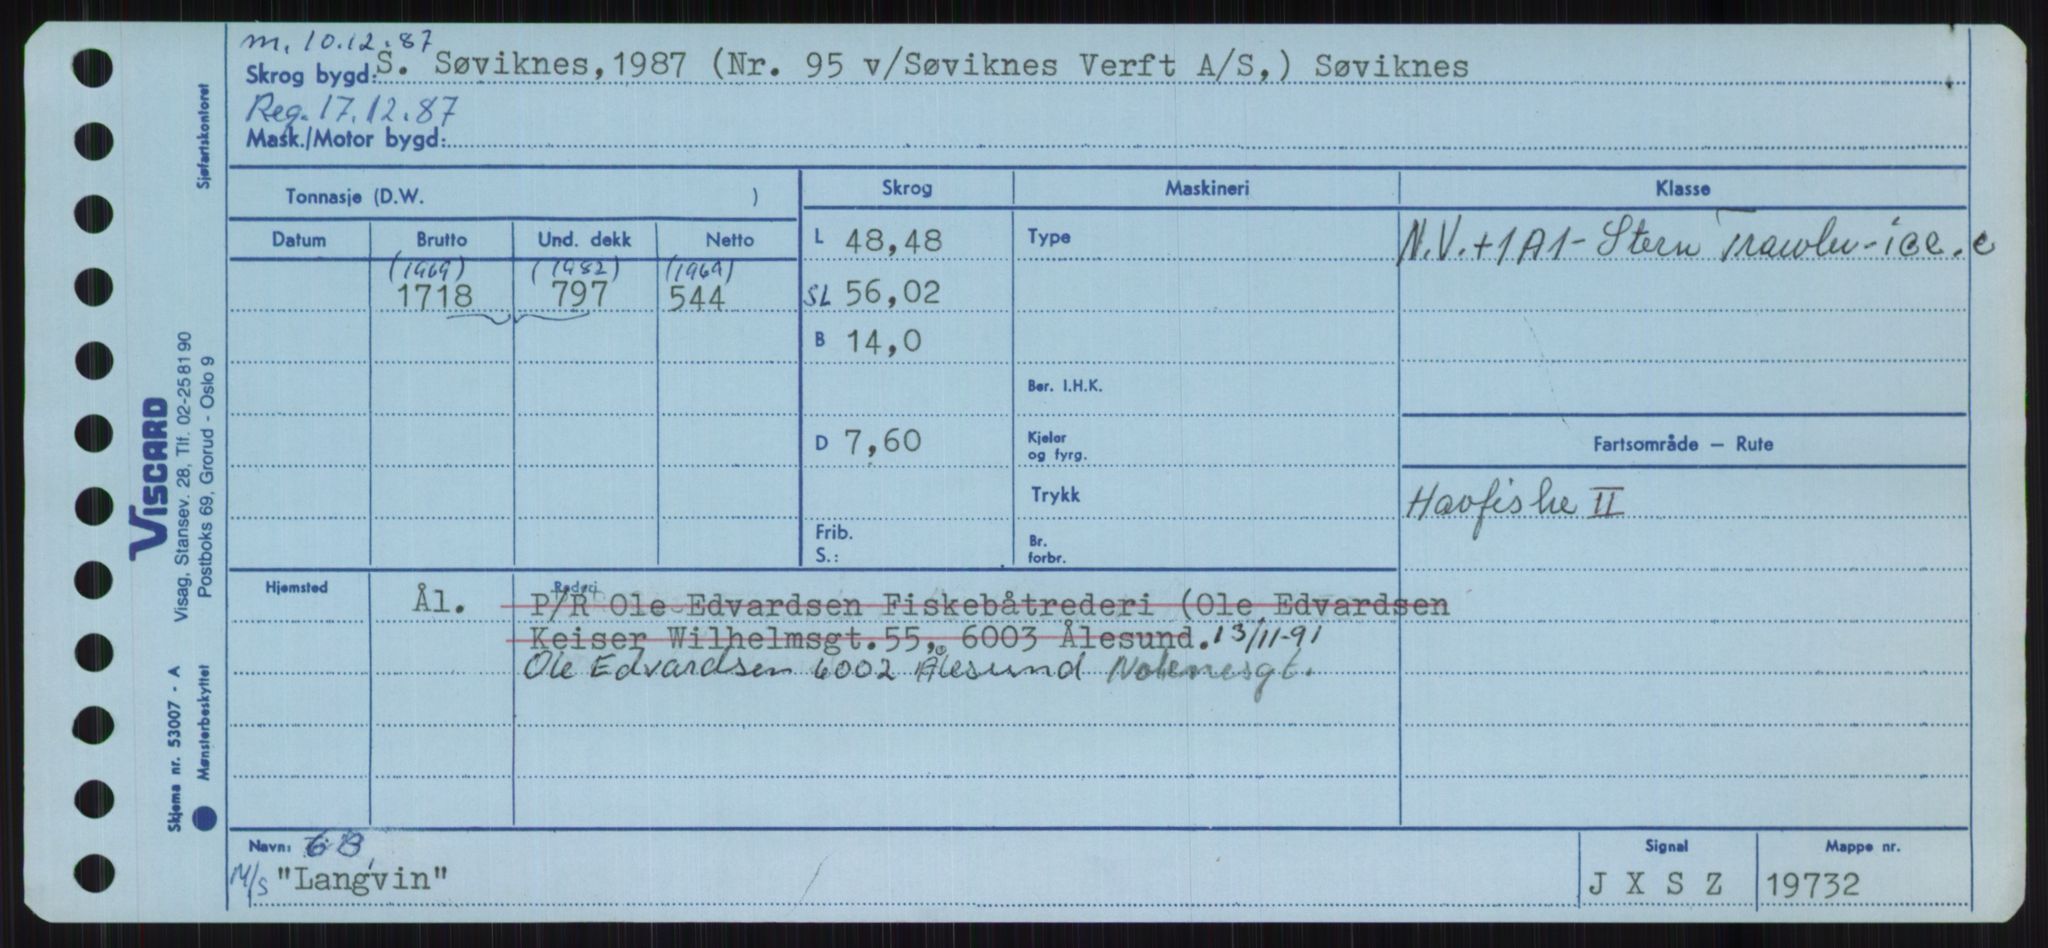 m. 10.12.87
Skrog bygd: S. Søviknes, 1987 (Nr. 95 v/Søviknes Verft A/S,) Søviknes
Reg. 17.12.87
Mask./Motor bygd:
Tonnasje (D.W. )
Skrog
Maskineri
Klasse
Datum
Brutto
Und. dekk
Netto
L 48,48
Type
N.V.+1A1- Stern Trawler-ice.c
(1969)
(1982)
(1969)
1718
797
544
SL 56,02
B 14,0
Ber. I.H.K.
D 7,60
Kjeler
og fyrg.
Fartsområde – Rute
Trykk
Havfiske II
Frib.
S.:
Br.
forbr.
Hjemsted
Rederi
Ål.
P/R Ole Edvardsen Fiskebåtrederi (Ole Edvardsen
Keiser Wilhelmsgt.55, 6003 Ålesund. 13/11-91
Ole Edvardsen 6002 Ålesund
Navn:
Signal
Mappe nr.
M/S "Langvin"
J X S Z
19732
Sjøfartskontoret
VISCARD
Visag, Stansev. 28, Tlf. 02-25 81 90
Postboks 69, Grorud - Oslo 9
Skjema nr. 53007 - A
Mønsterbeskyttet